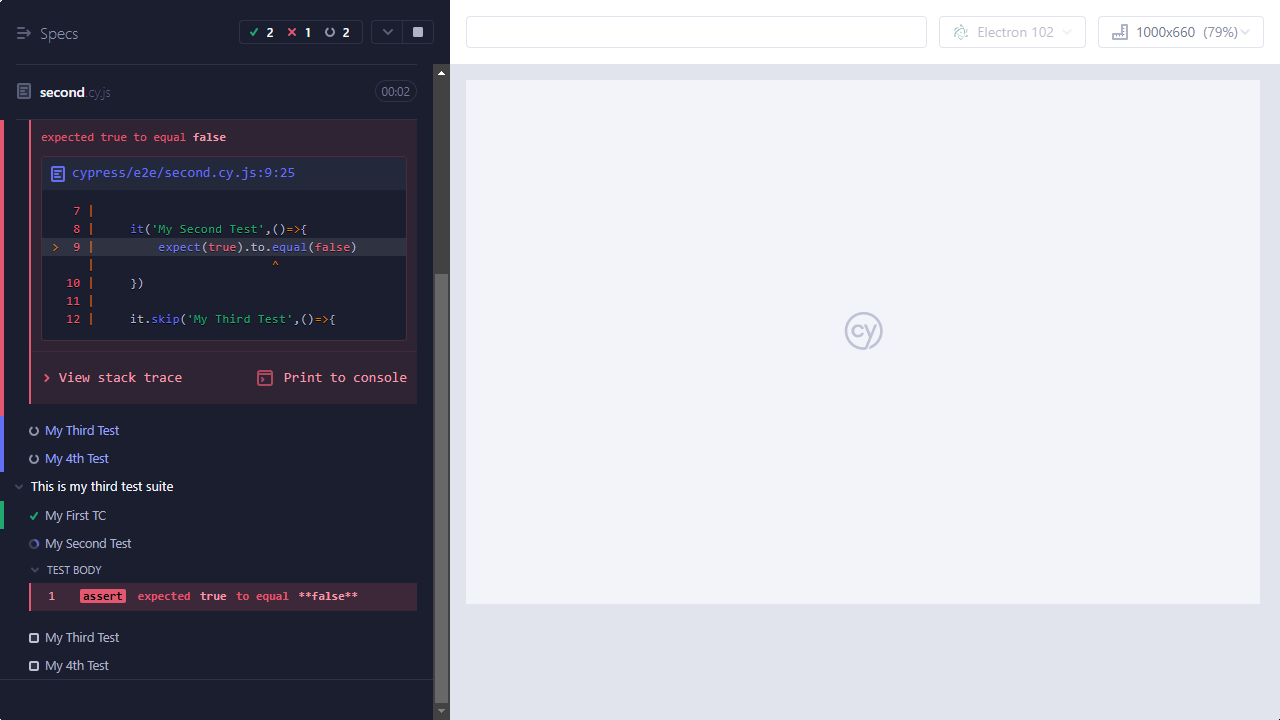 Specs
2
1
2
Electron 102
1000x660 (79%)
second.cy.js
00:02
expected true to equal false
cypress/e2e/second.cy.js:9:25
7 |
8 |     it('My Second Test',()=>{
> 9 |         expect(true).to.equal(false)
|                         ^
10 |     })
11 |
12 |     it.skip('My Third Test',()=>{
View stack trace
Print to console
My Third Test
My 4th Test
This is my third test suite
My First TC
My Second Test
TEST BODY
1 assert expected true to equal **false**
My Third Test
My 4th Test
cy